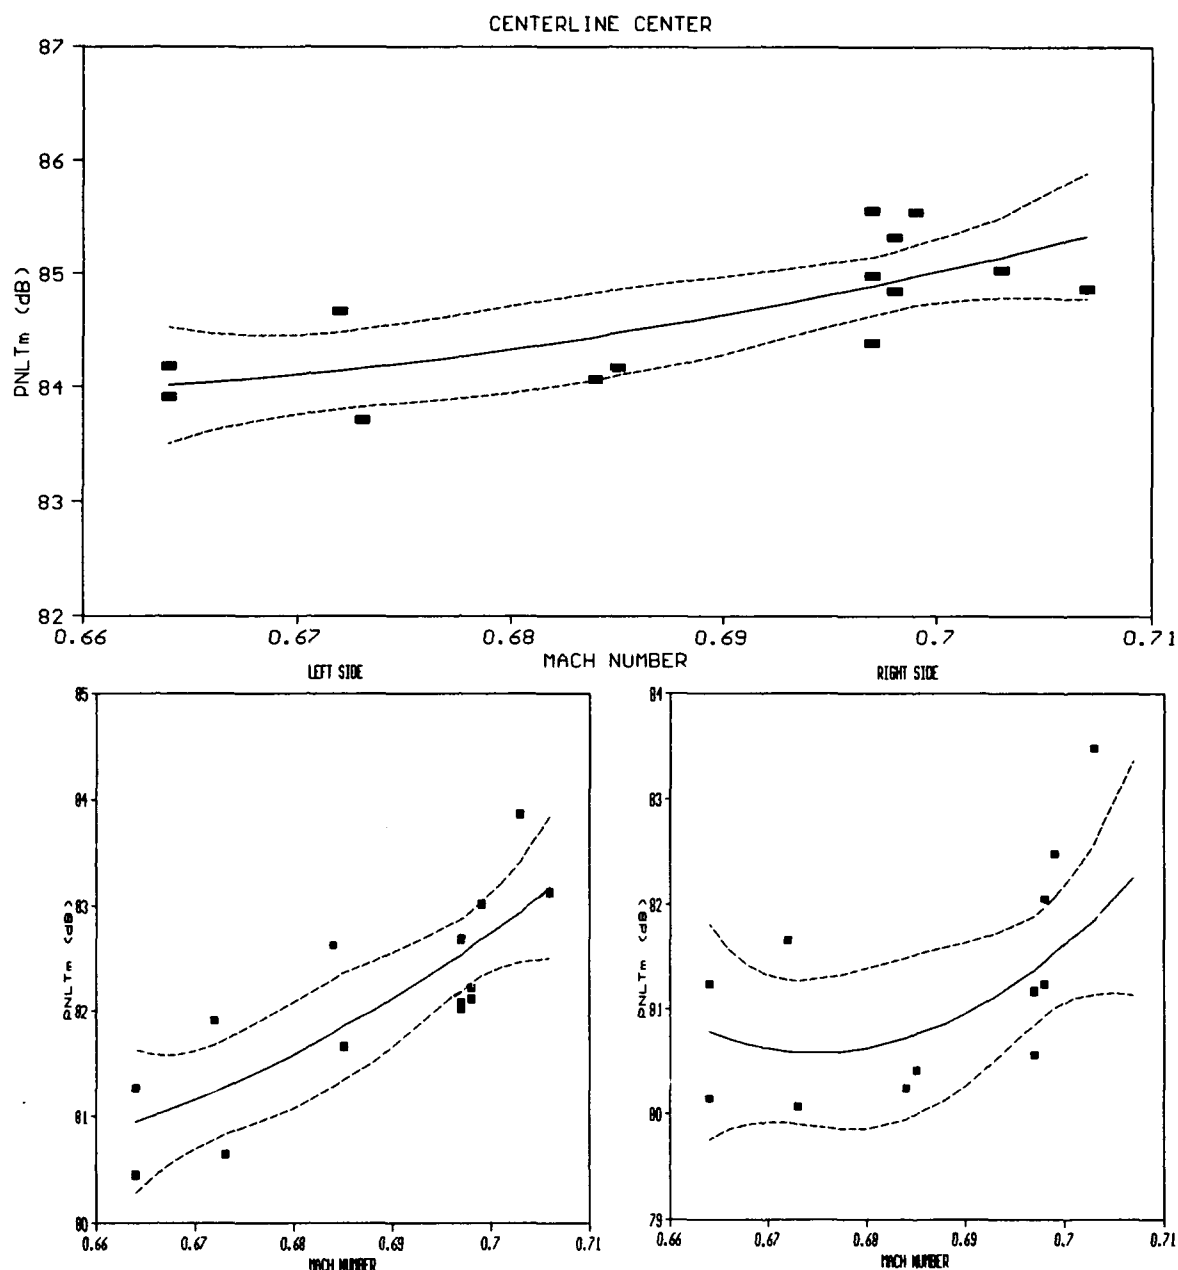 CENTERLINE CENTER
87
86
85
84
83
82
PNLTm (dB)
0.66 0.67 0.68 0.69 0.7 0.71
MACH NUMBER
LEFT SIDE
85
84
83
82
81
80
PNLTm (dB)
0.66 0.67 0.68 0.69 0.7 0.71
MACH NUMBER
RIGHT SIDE
84
83
82
81
80
79
PNLTm (dB)
0.66 0.67 0.68 0.69 0.7 0.71
MACH NUMBER